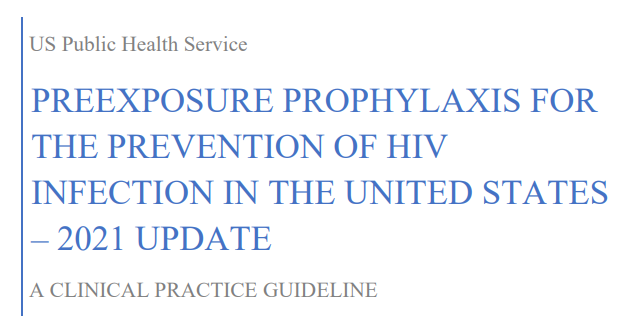 US Public Health Service
PREEXPOSURE PROPHYLAXIS FOR
THE PREVENTION OF HIV
INFECTION IN THE UNITED STATES
– 2021 UPDATE
A CLINICAL PRACTICE GUIDELINE